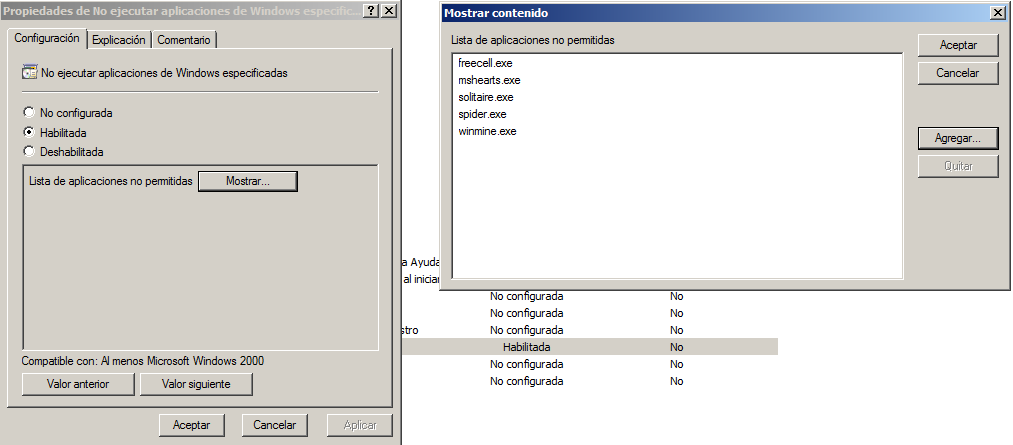 Propiedades de No ejecutar aplicaciones de Windows especific...
Configuración
Explicación
Comentario
No ejecutar aplicaciones de Windows especificadas
No configurada
Habilitada
Deshabilitada
Lista de aplicaciones no permitidas
Mostrar...
Compatible con: Al menos Microsoft Windows 2000
Valor anterior
Valor siguiente
Aceptar
Cancelar
Aplicar
Mostrar contenido
Lista de aplicaciones no permitidas
freecell.exe
mshearts.exe
solitaire.exe
spider.exe
winmine.exe
Aceptar
Cancelar
Agregar...
Quitar
a Ayuda
al iniciar
No configurada No
No configurada No
stro No configurada No
Habilitada No
No configurada No
No configurada No